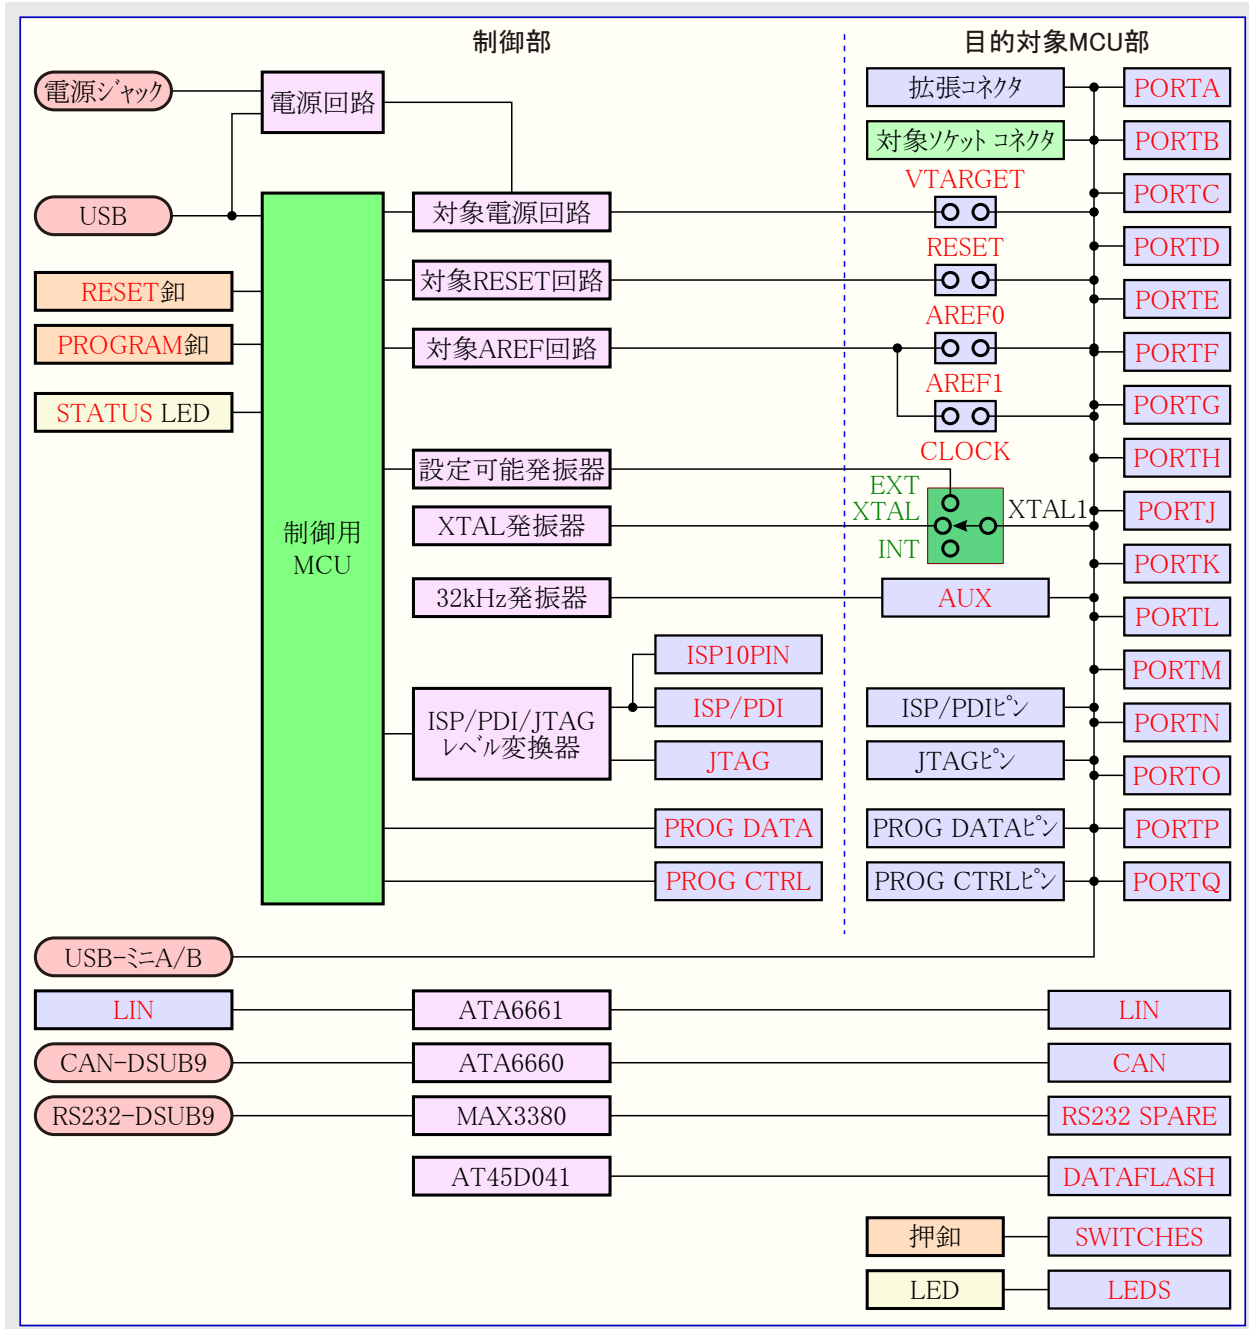 制御部
目的対象MCU部
電源ジャック
電源回路
拡張コネクタ
PORTA
対象ソケット コネクタ
PORTB
VTARGET
PORTC
USB
対象電源回路
RESET
PORTD
RESET釦
対象RESET回路
PORTE
AREF0
PROGRAM釦
対象AREF回路
PORTF
AREF1
STATUS LED
PORTG
CLOCK
設定可能発振器
PORTH
EXT
XTAL
XTAL1
INT
XTAL発振器
PORTJ
制御用
MCU
PORTK
32kHz発振器
AUX
PORTL
ISP10PIN
PORTM
ISP/PDI/JTAG
レベル変換器
ISP/PDI
ISP/PDIピン
PORTN
JTAG
JTAGピン
PORTO
PROG DATA
PROG DATAピン
PORTP
PROG CTRL
PROG CTRLピン
PORTQ
USB-ミニA/B
LIN
ATA6661
LIN
CAN-DSUB9
ATA6660
CAN
RS232-DSUB9
MAX3380
RS232 SPARE
AT45D041
DATAFLASH
押釦
SWITCHES
LED
LEDS